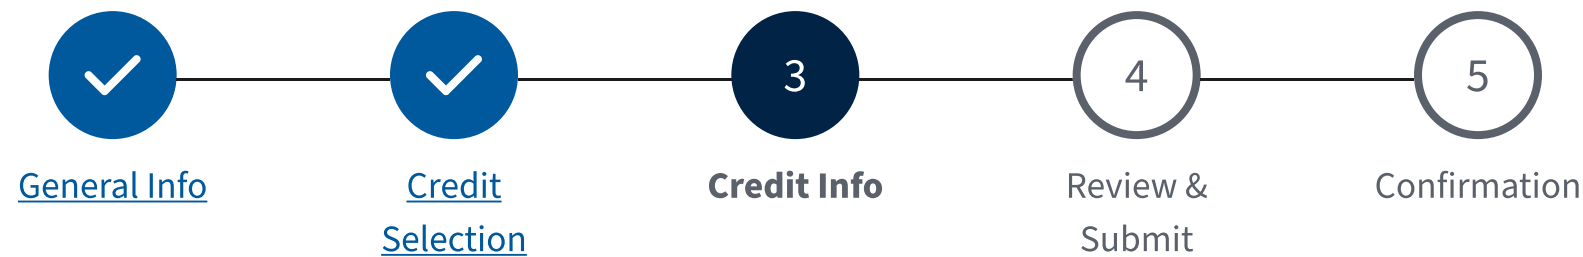 3
4
5
General Info
Credit
Selection
Credit Info
Review &
Submit
Confirmation